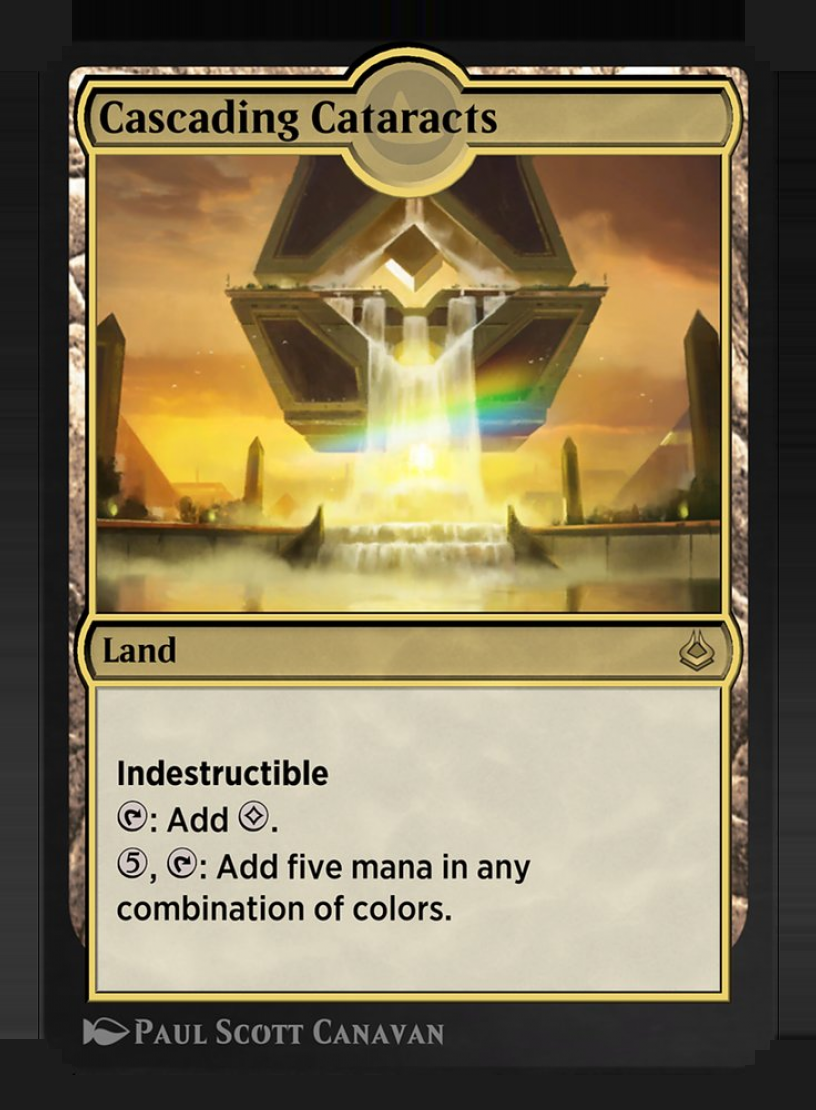 Cascading Cataracts
Land
Indestructible
: Add .
5, : Add five mana in any
combination of colors.
Paul Scott Canavan